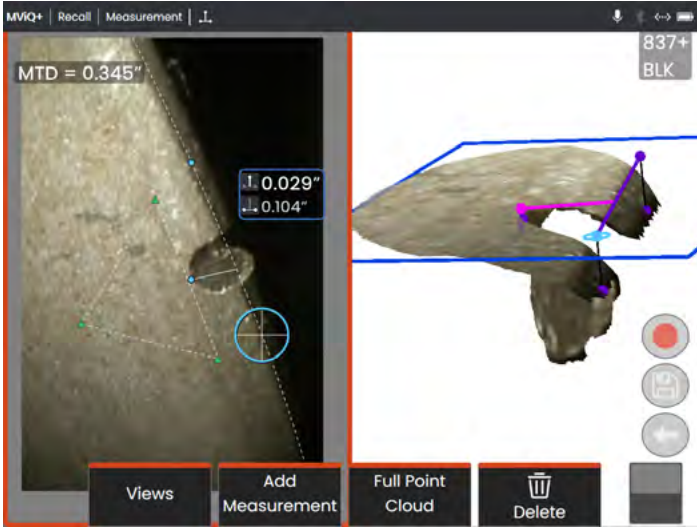 MViQ+ Recall Measurement
837+
BLK
MTD = 0.345"
0.029"
0.104"
Views
Add
Measurement
Full Point
Cloud
Delete